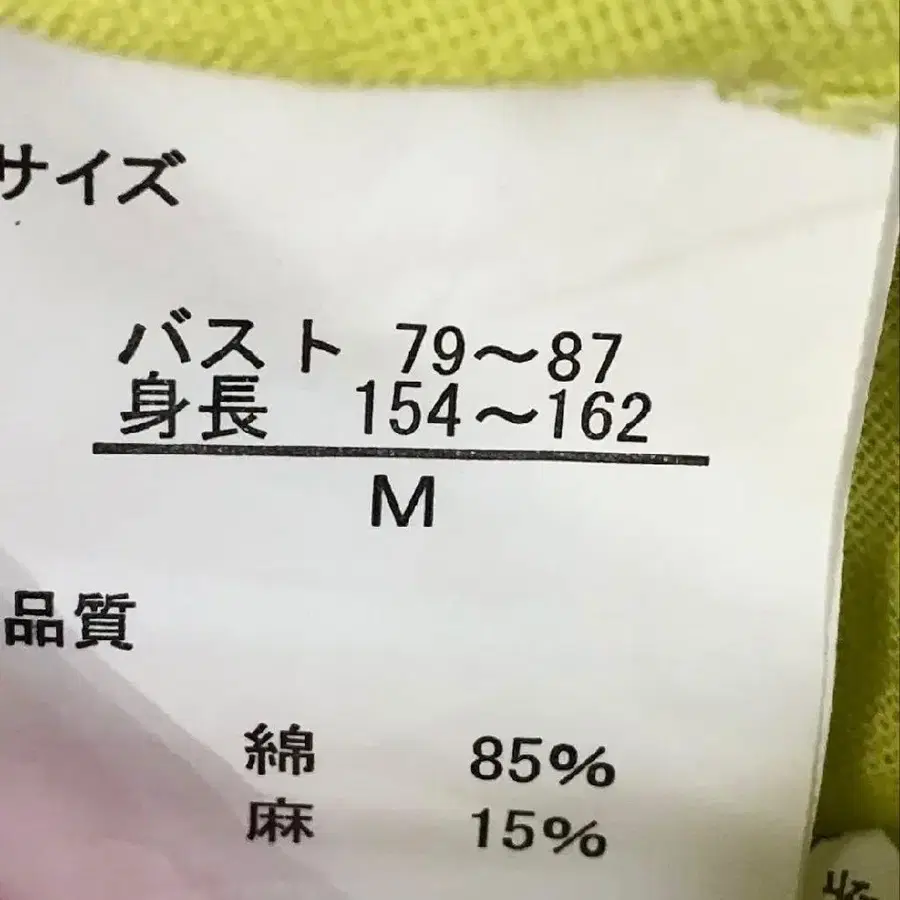 サイズ
バスト 79～87
身長 154～162
M
品質
綿 85%
麻 15%